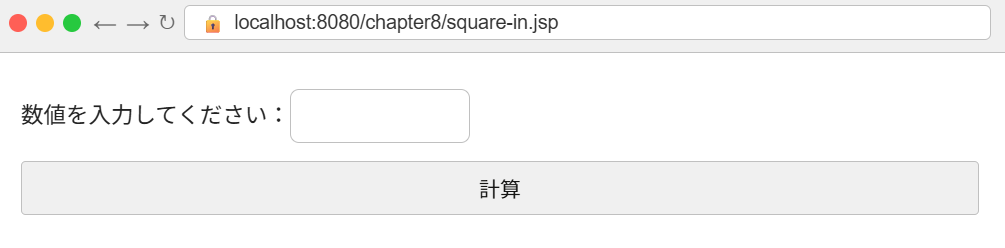 localhost:8080/chapter8/square-in.jsp
数値を入力してください：
計算